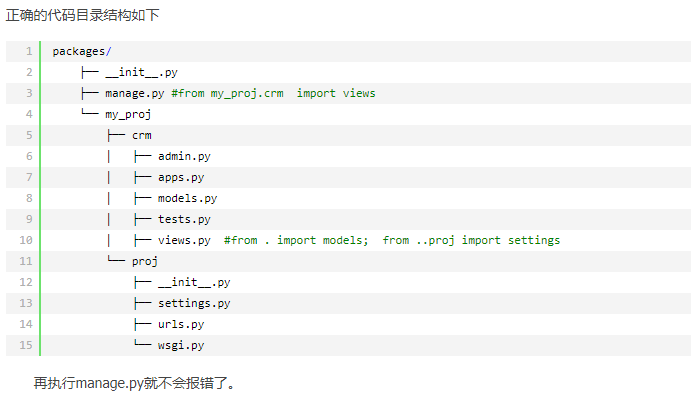 正确的代码目录结构如下
1 packages/
2 ├── __init__.py
3 ├── manage.py #from my_proj.crm  import views
4 └── my_proj
5 ├── crm
6 │   ├── admin.py
7 │   ├── apps.py
8 │   ├── models.py
9 │   ├── tests.py
10 │   ├── views.py  #from . import models;  from ..proj import settings
11 └── proj
12 ├── __init__.py
13 ├── settings.py
14 ├── urls.py
15 └── wsgi.py
再执行manage.py就不会报错了。